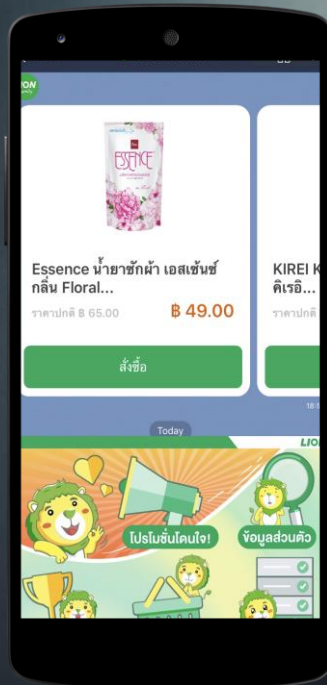 ESSENCE
Essence น้ำยาซักผ้า เอสเซ้นซ์
กลิ่น Floral...
ราคาปกติ ฿ 65.00
฿ 49.00
สั่งซื้อ
KIREI K
คิเรอิ...
ราคาปกติ
Today
LION
โปรโมชั่นโดนใจ!
ข้อมูลส่วนตัว